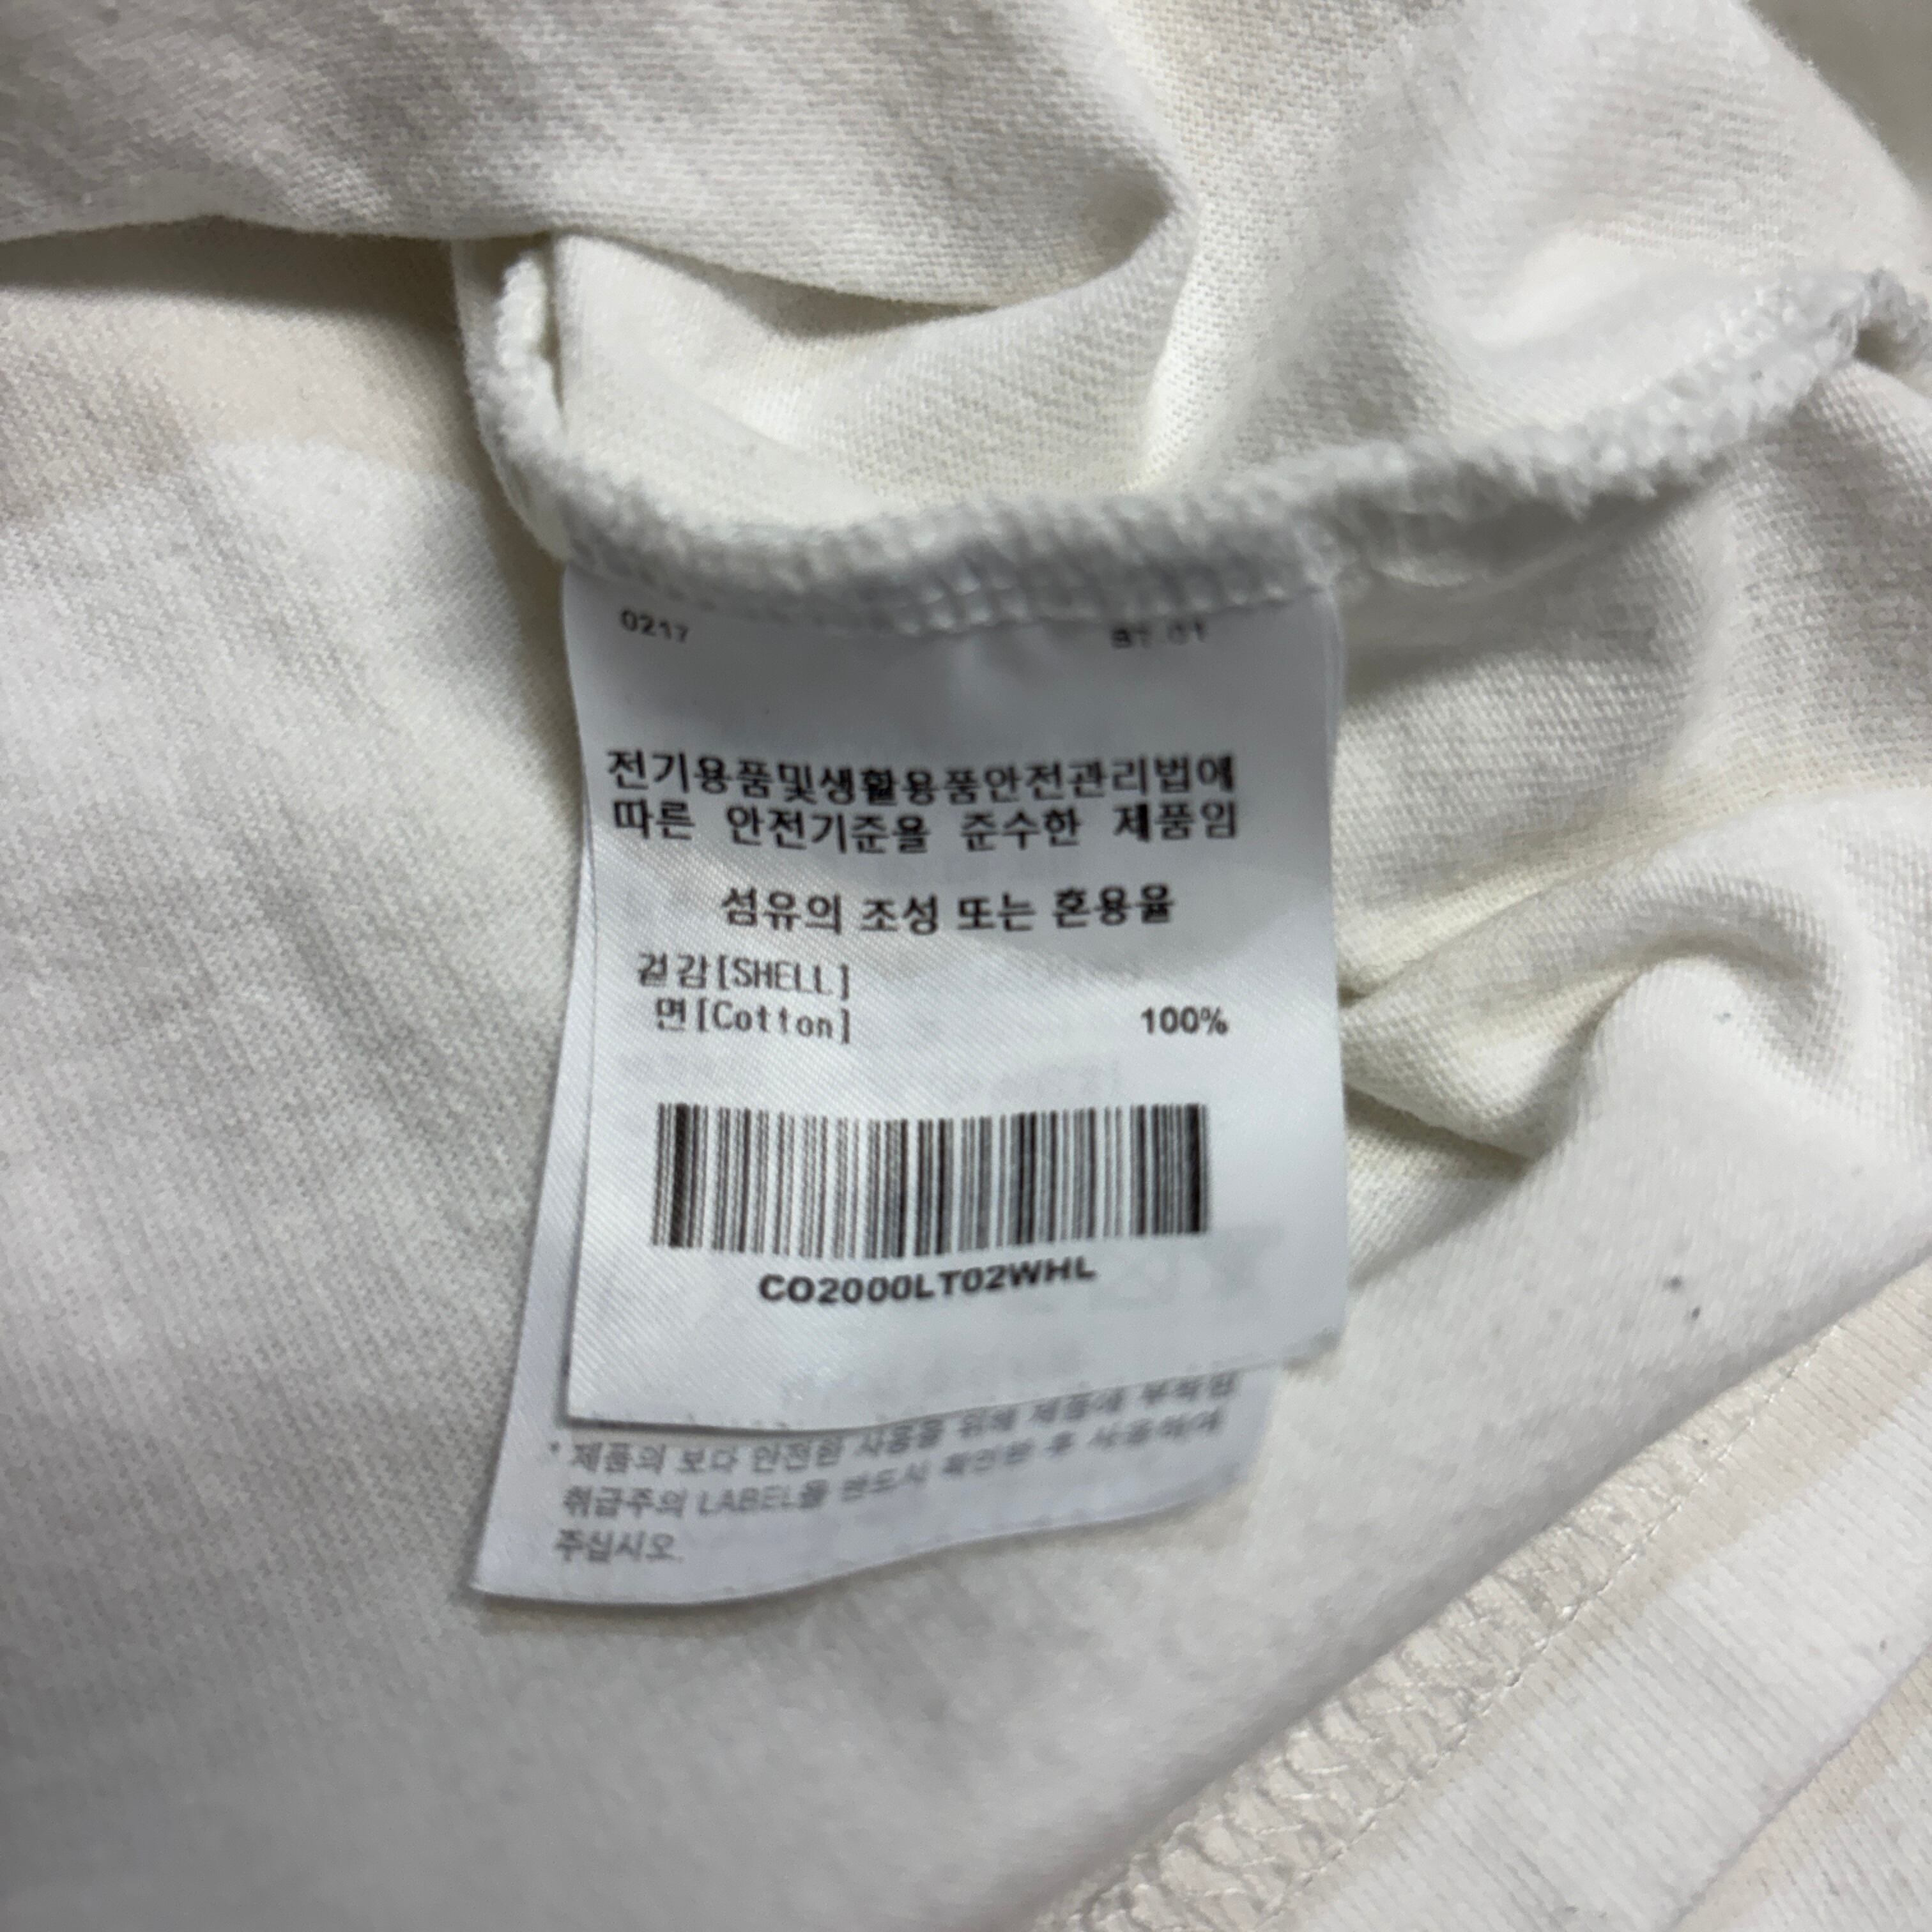 0217
전기용품및생활용품안전관리법에
따른 안전기준을 준수한 제품임
섬유의 조성 또는 혼용율
겉감[SHELL]
면[Cotton] 100%
CO2000LT02WHL
* 제품의 보다 안전한 사용을 위해 제품에 부착된
취급주의 LABEL을 반드시 확인한 후 사용하여
주십시오.